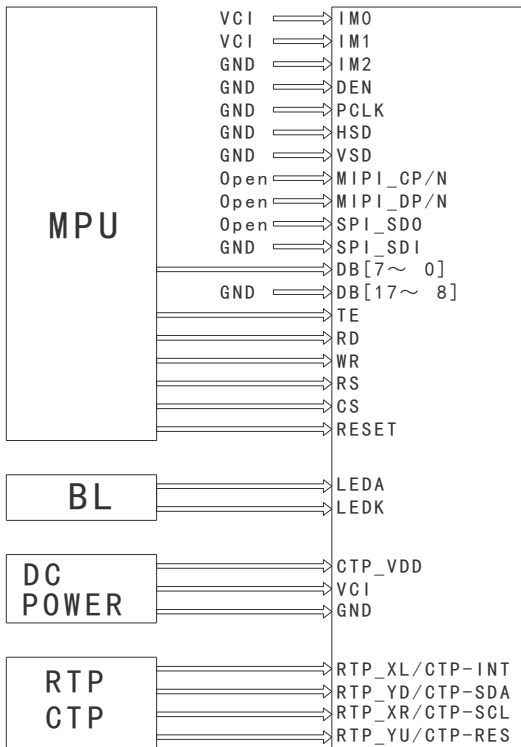 VCI IM0
VCI IM1
GND IM2
GND DEN
GND PCLK
GND HSD
GND VSD
Open MIPI_CP/N
Open MIPI_DP/N
MPU
Open SPI_SDO
GND SPI_SDI
DB[7～ 0]
GND DB[17～ 8]
TE
RD
WR
RS
CS
RESET
BL
LEDA
LEDK
DC
POWER
CTP_VDD
VCI
GND
RTP
CTP
RTP_XL/CTP-INT
RTP_YD/CTP-SDA
RTP_XR/CTP-SCL
RTP_YU/CTP-RES